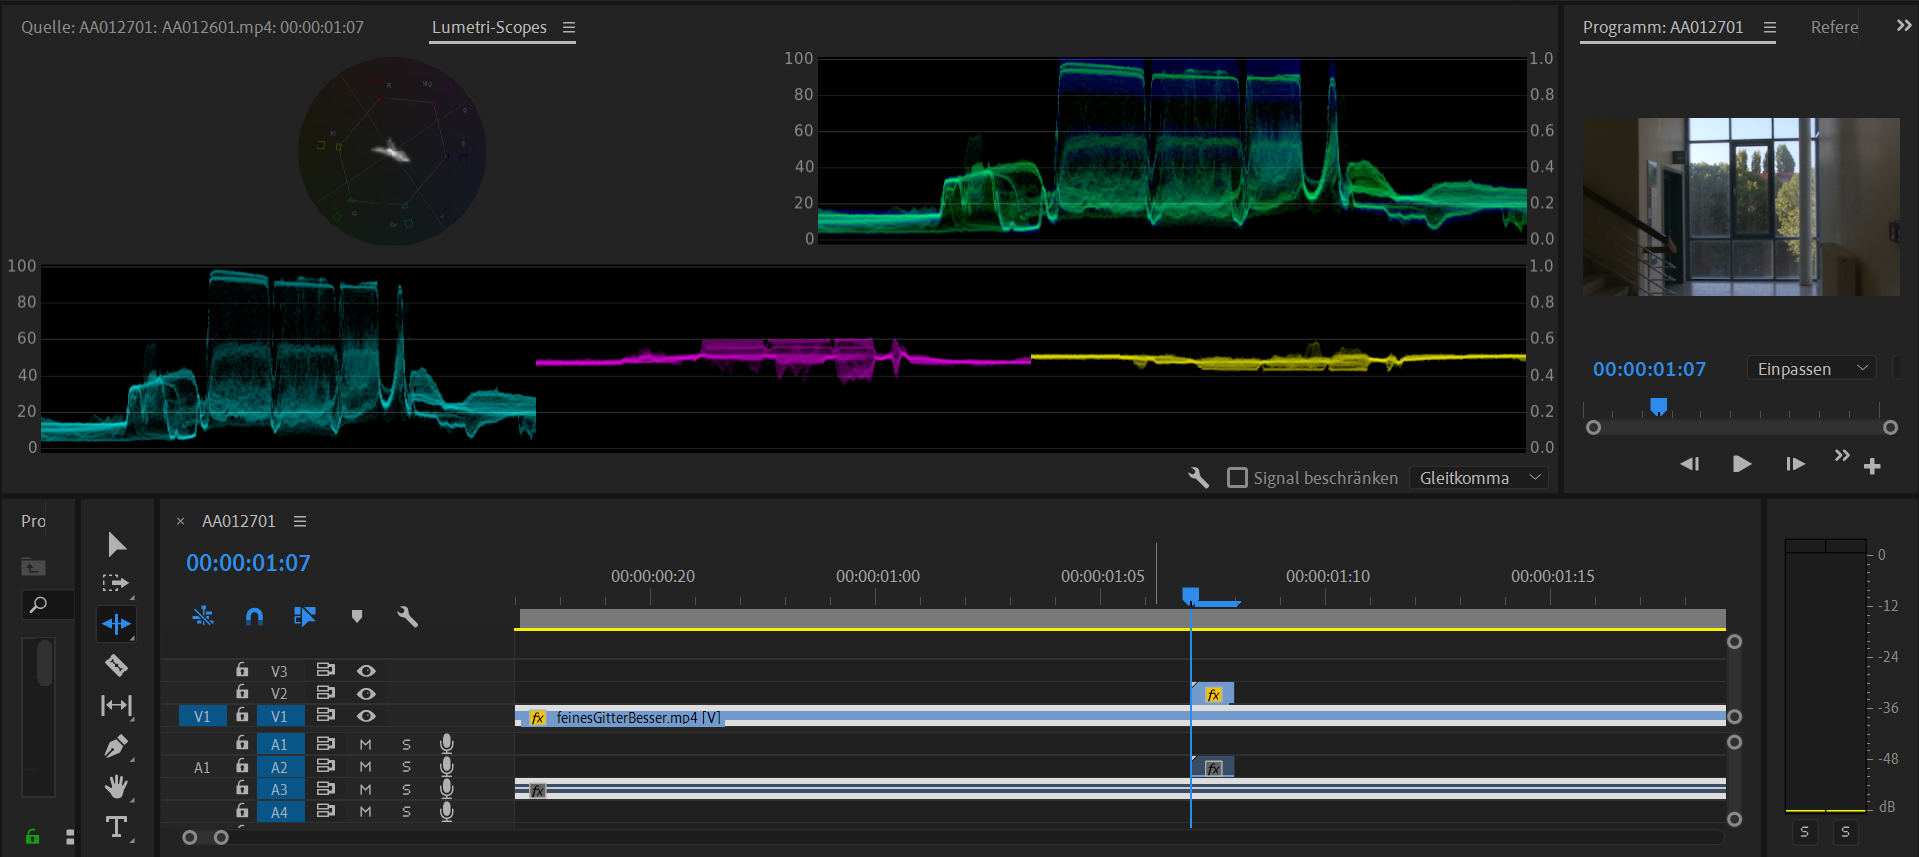 Quelle: AA012701: AA012601.mp4: 00:00:01:07
Lumetri-Scopes
Programm: AA012701
Refere
100
80
60
40
20
0
1.0
0.8
0.6
0.4
0.2
0.0
100
80
60
40
20
0
1.0
0.8
0.6
0.4
0.2
0.0
Signal beschränken
Gleitkomma
00:00:01:07
Einpassen
Pro
AA012701
00:00:01:07
00:00:00:20
00:00:01:00
00:00:01:05
00:00:01:10
00:00:01:15
V3
V2
V1 V1
fx
fx feinesGitterBesser.mp4 [V]
A1 M S
A1 A2 M S
fx
A3 M S
fx
A4 M S
T
0
-12
-24
-36
-48
dB
S S